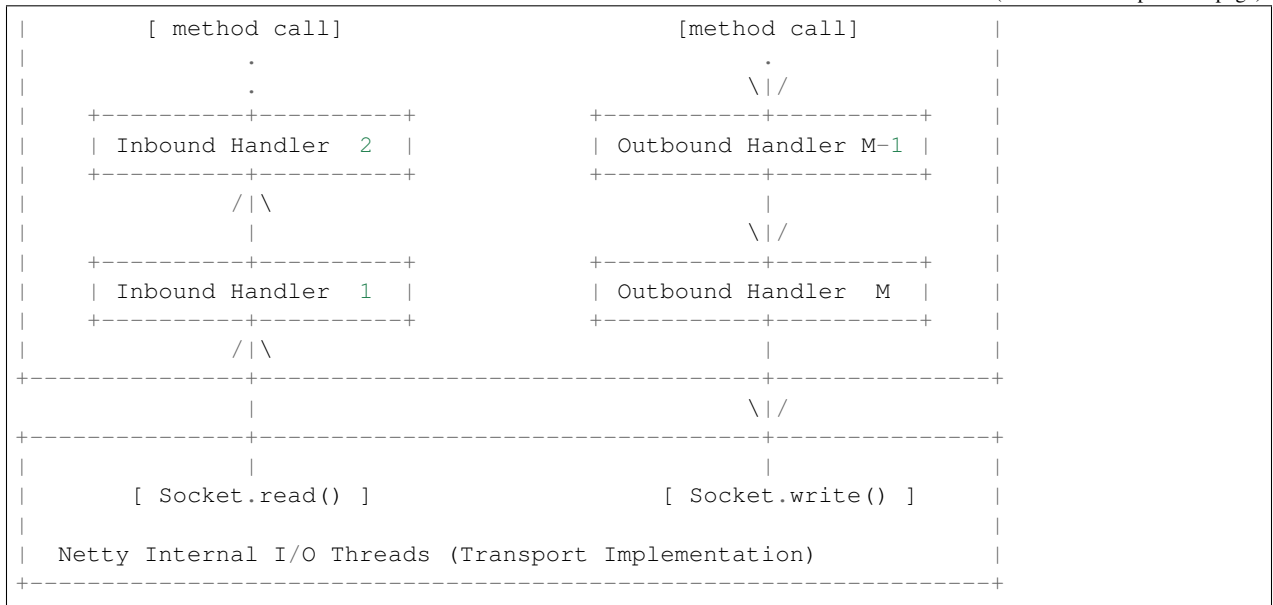 |        [ method call]                       [method call]         |
|               .                                   .               |
|               .                                  \|/              |
|    +----------+----------+            +-----------+----------+    |
|    | Inbound Handler  2  |            | Outbound Handler M-1 |    |
|    +----------+----------+            +-----------+----------+    |
|              /|\                                  |               |
|               |                                  \|/              |
|    +----------+----------+            +-----------+----------+    |
|    | Inbound Handler  1  |            | Outbound Handler  M  |    |
|    +----------+----------+            +-----------+----------+    |
|              /|\                                  |               |
+---------------+-----------------------------------+---------------+
                |                                  \|/
+---------------+-----------------------------------+---------------+
|               |                                   |               |
|       [ Socket.read() ]                    [ Socket.write() ]     |
|                                                                   |
|  Netty Internal I/O Threads (Transport Implementation)            |
+-------------------------------------------------------------------+